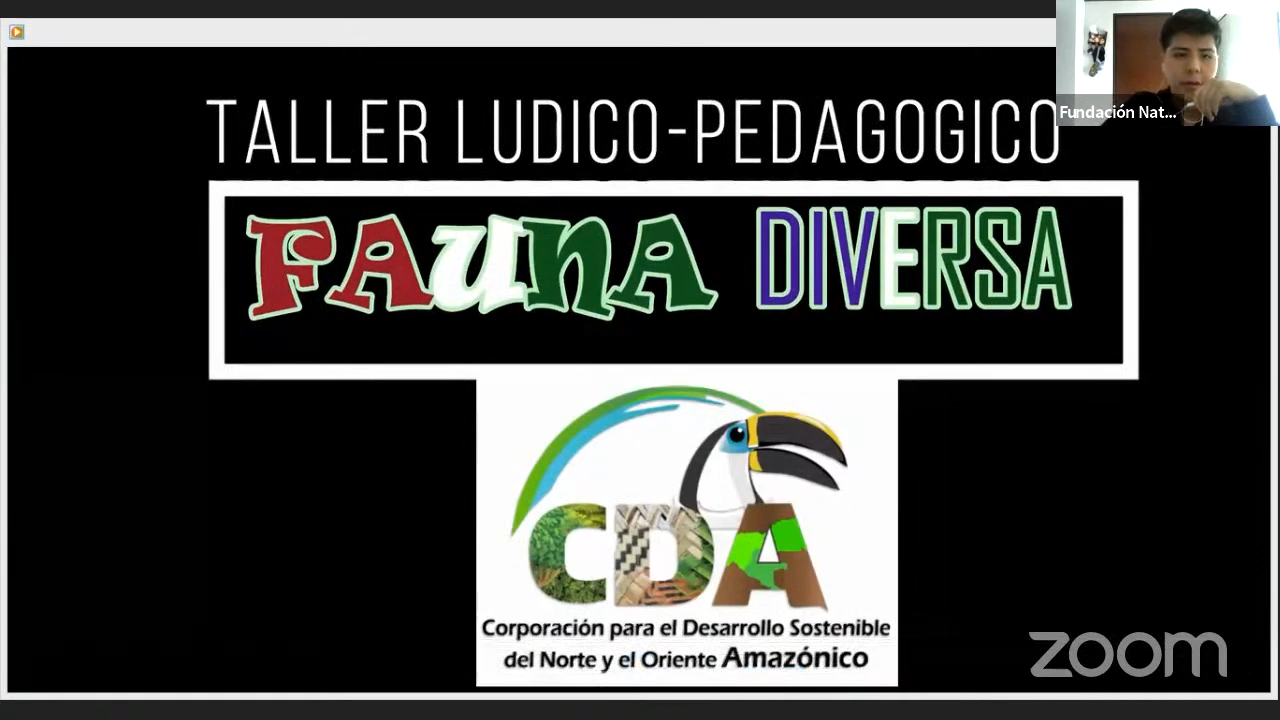 TALLER LUDICO-PEDAGOGICO
Fundación Nat...
FAUNA DIVERSA
CDA
Corporación para el Desarrollo Sostenible
del Norte y el Oriente Amazónico
zoom